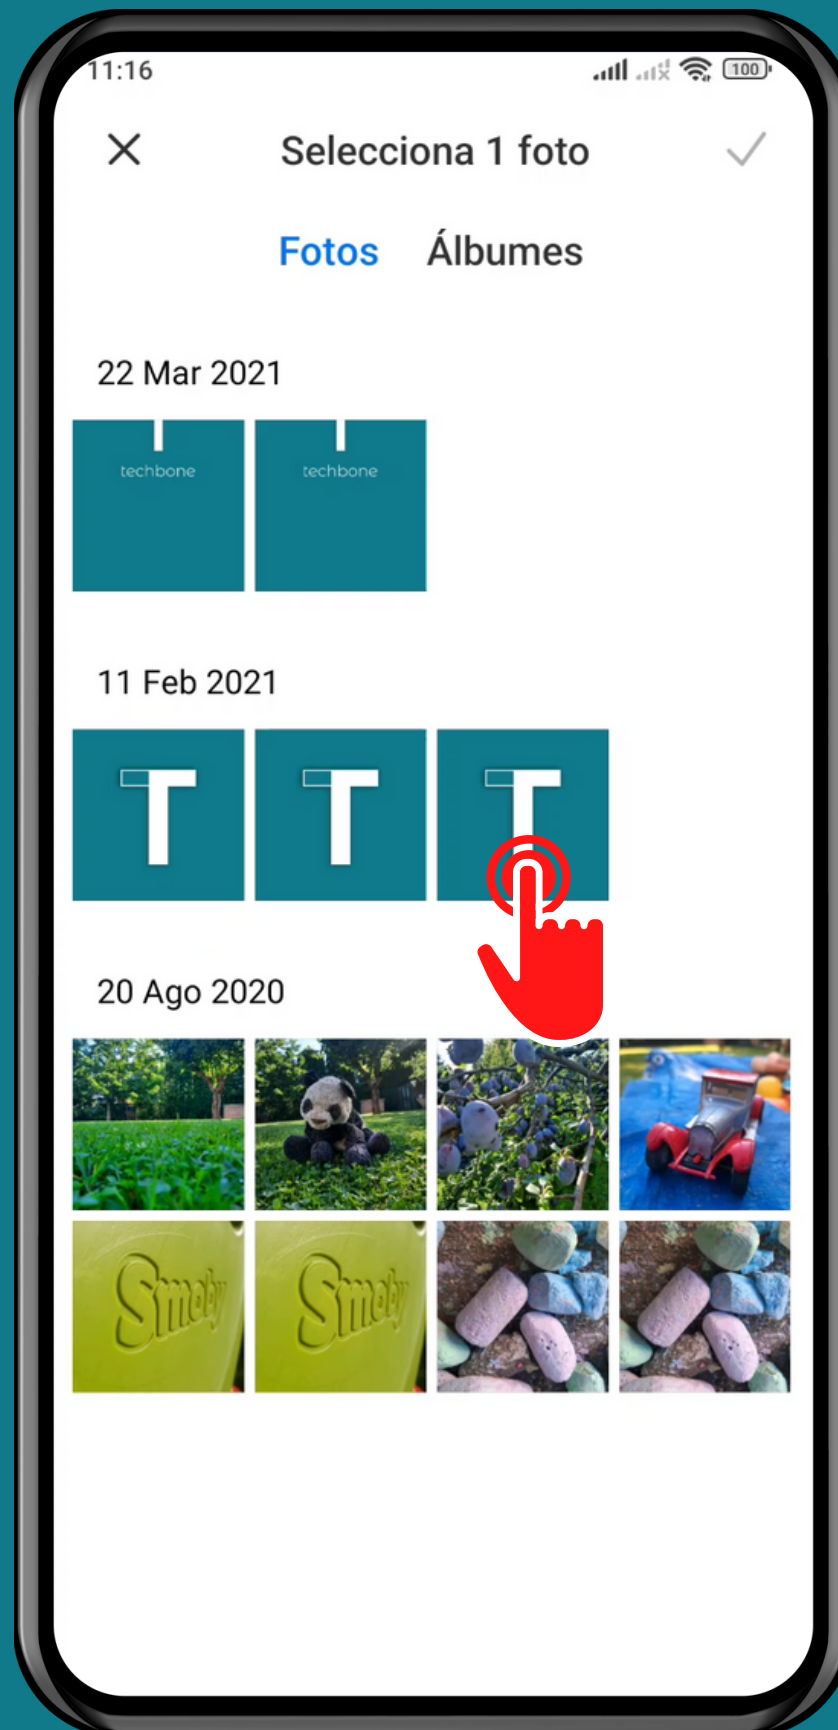 11:16
100
Selecciona 1 foto
Fotos Álbumes
22 Mar 2021
techbone techbone
11 Feb 2021
T T T
20 Ago 2020
Smoby Smoby